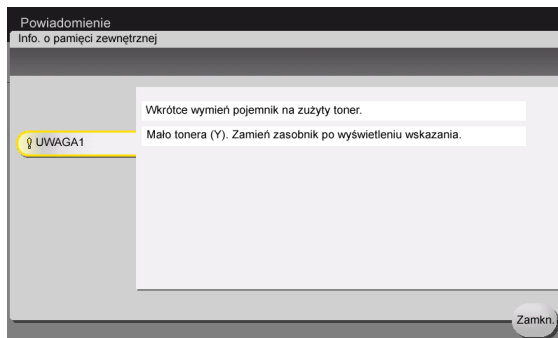 Powiadomienie
Info. o pamięci zewnętrznej
Wkrótce wymień pojemnik na zużyty toner.
UWAGA1
Mało tonera (Y). Zamień zasobnik po wyświetleniu wskazania.
Zamkn.